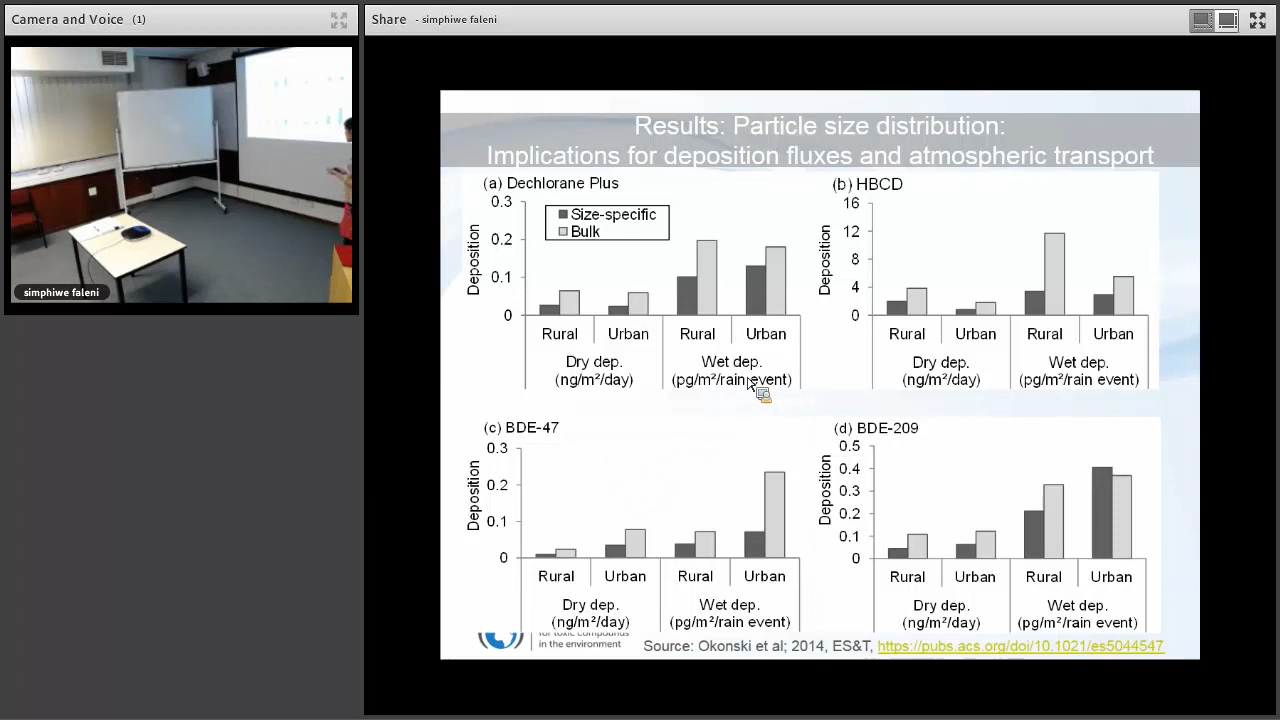 Camera and Voice (1)
Share - simphiwe faleni
simphiwe faleni
Results: Particle size distribution:
Implications for deposition fluxes and atmospheric transport
(a) Dechlorane Plus
Deposition
0.3
0.2
0.1
0
Size-specific
Bulk
Rural Urban Rural Urban
Dry dep. Wet dep.
(ng/m²/day) (pg/m²/rain event)
(b) HBCD
Deposition
16
12
8
4
0
Rural Urban Rural Urban
Dry dep. Wet dep.
(ng/m²/day) (pg/m²/rain event)
(c) BDE-47
Deposition
0.3
0.2
0.1
0
Rural Urban Rural Urban
Dry dep. Wet dep.
(ng/m²/day) (pg/m²/rain event)
(d) BDE-209
Deposition
0.5
0.4
0.3
0.2
0.1
0
Rural Urban Rural Urban
Dry dep. Wet dep.
(ng/m²/day) (pg/m²/rain event)
for toxic compounds
in the environment
Source: Okonski et al; 2014, ES&T, https://pubs.acs.org/doi/10.1021/es5044547